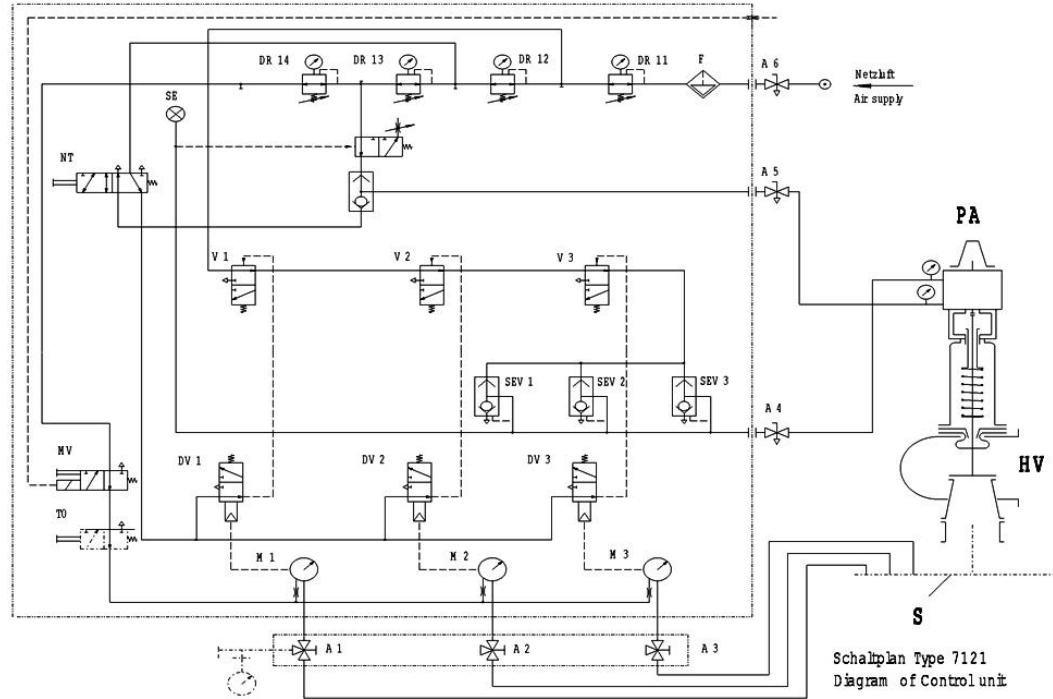 DR 14
DR 13
DR 12
DR 11
F
A 6
Netzluft
Air supply
SE
NT
A 5
PA
V 1
V 2
V 3
SEV 1
SEV 2
SEV 3
A 4
MV
DV 1
DV 2
DV 3
HV
TO
M 1
M 2
M 3
S
A 1
A 2
A 3
Schaltplan Type 7121
Diagram of Control unit